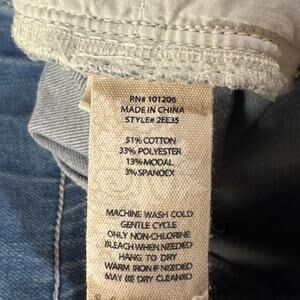 RN# 101206
MADE IN CHINA
STYLE# 2EE35
51% COTTON
33% POLYESTER
13% MODAL
3% SPANDEX
MACHINE WASH COLD
GENTLE CYCLE
ONLY NON-CHLORINE
BLEACH WHEN NEEDED
HANG TO DRY
WARM IRON IF NEEDED
MAY BE DRY CLEANED